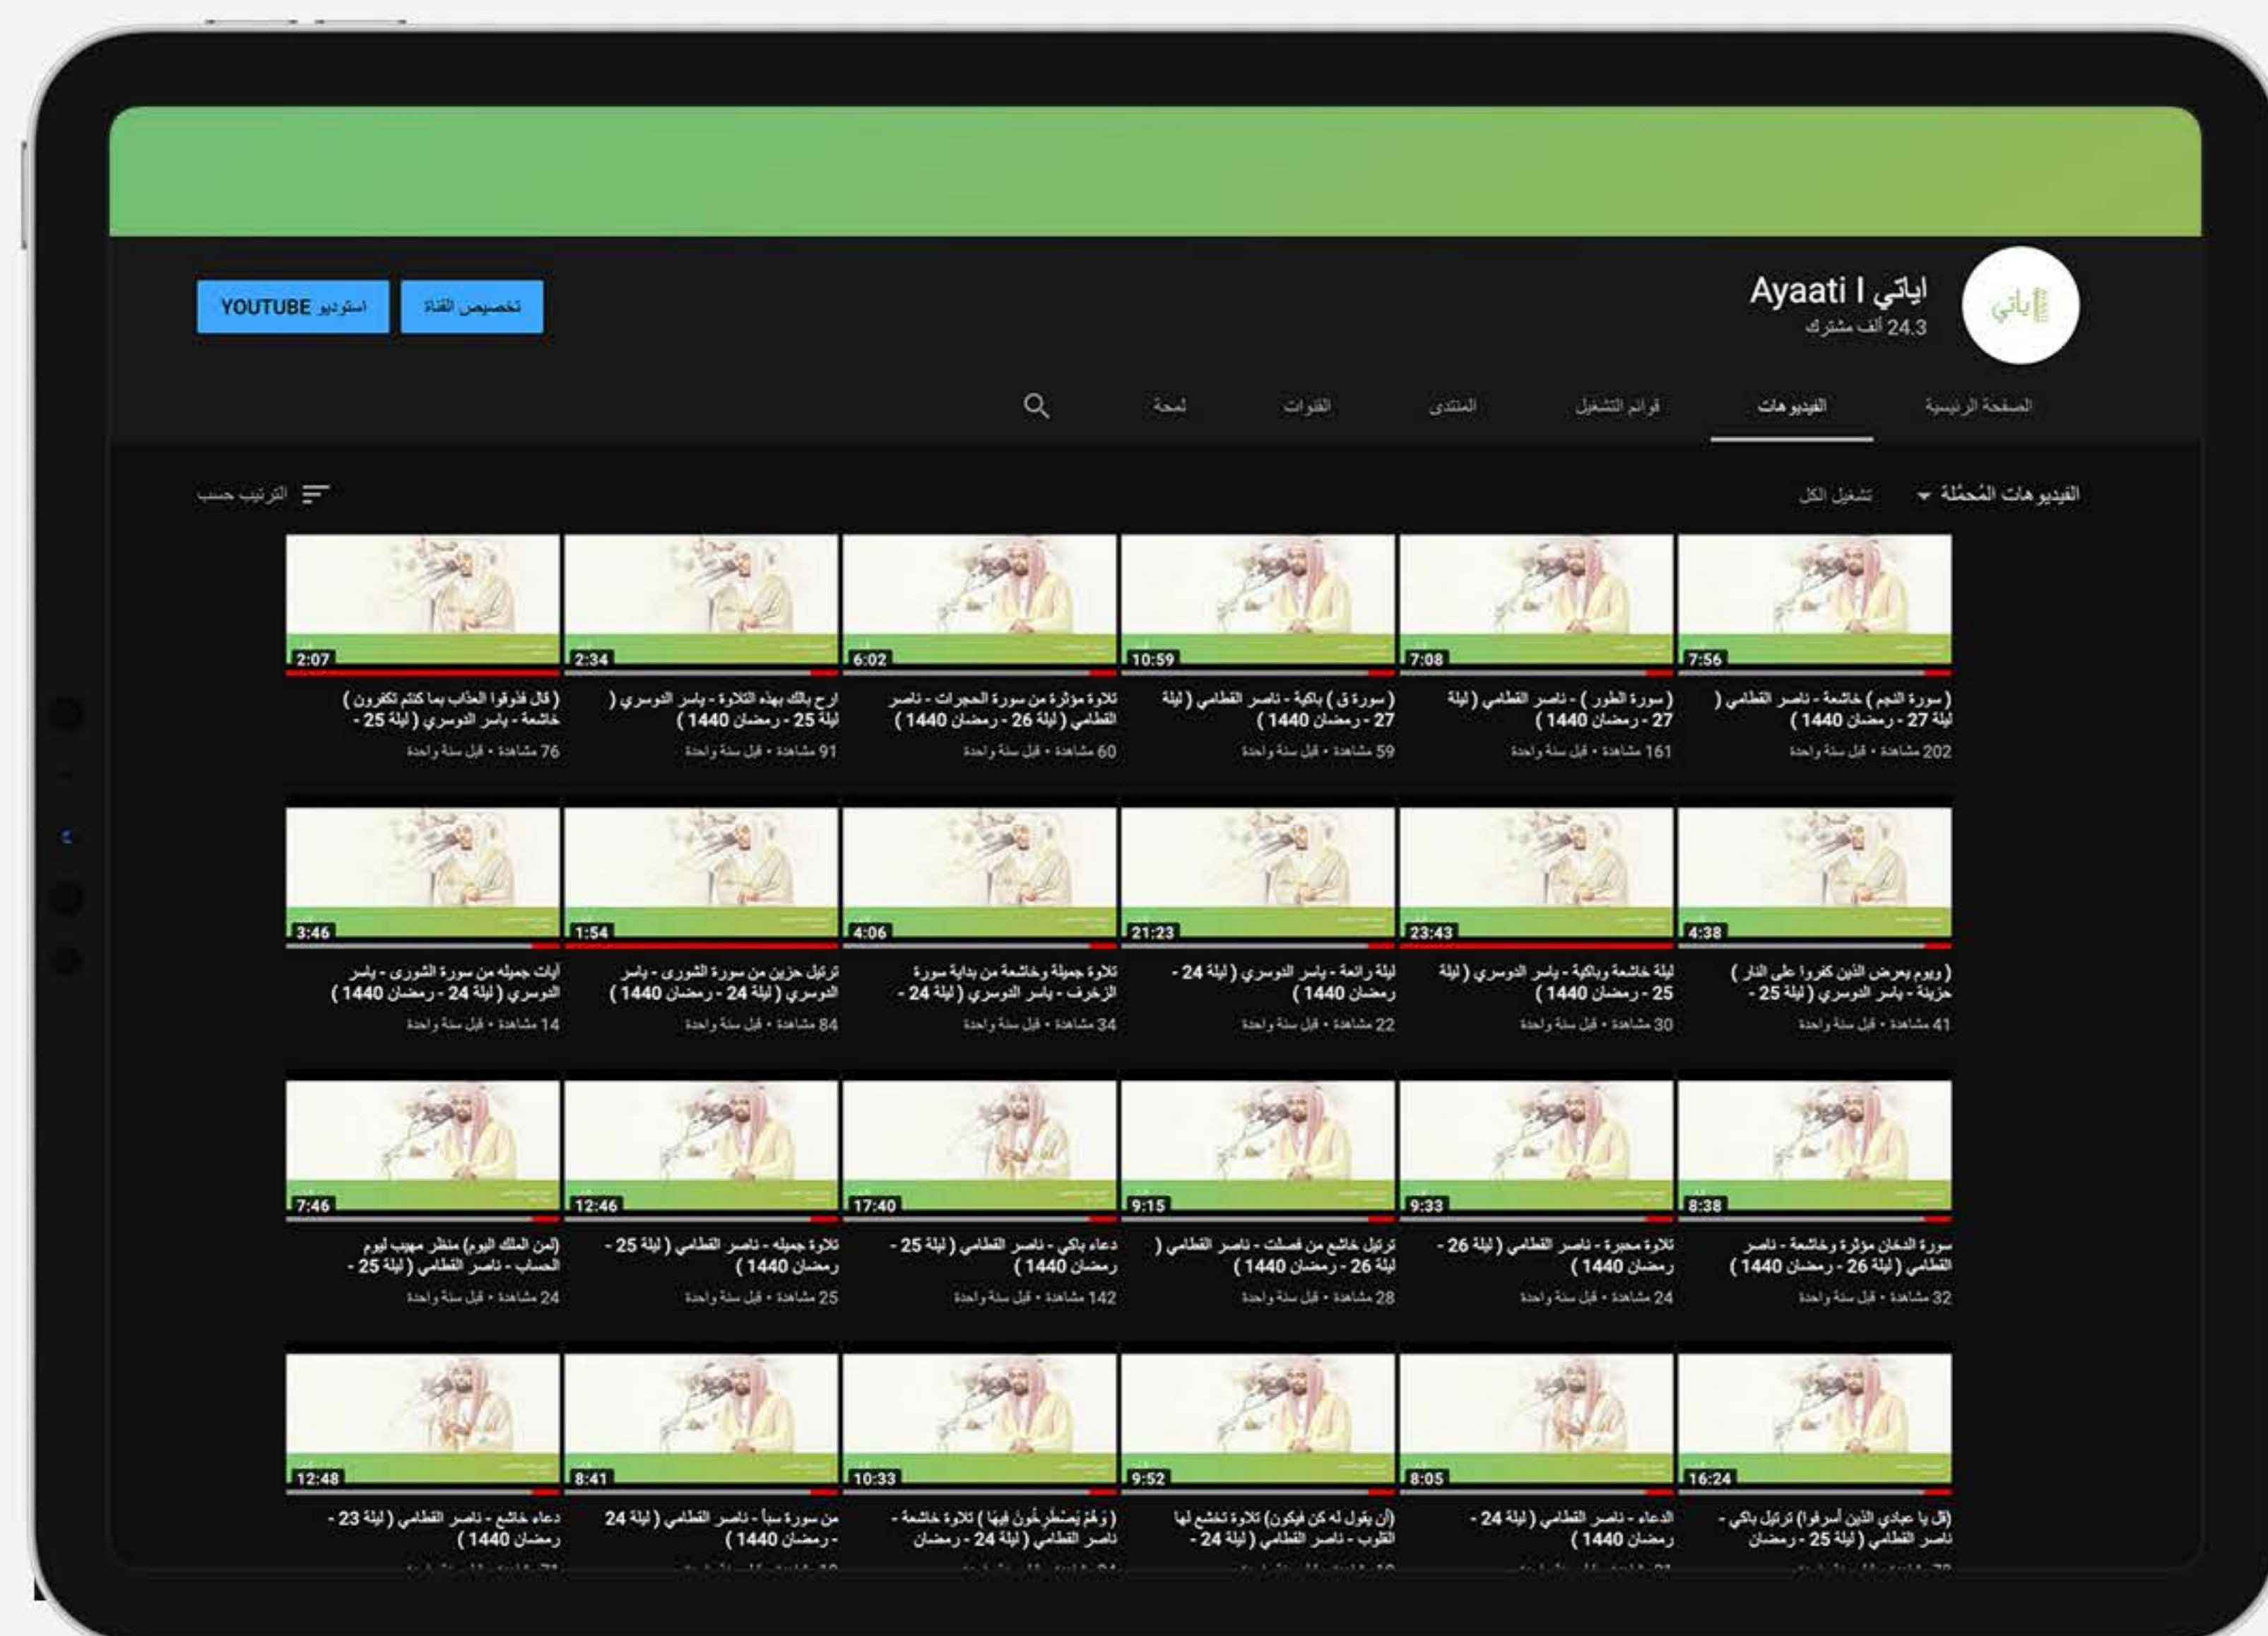 اياتي I Ayaati
24.3 ألف مشترك
اياتي
تخصيص القناة
استوديو YOUTUBE
الصفحة الرئيسية
الفيديوهات
قوائم التشغيل
المنتدى
القنوات
لمحة
الفيديوهات المُحمَّلة
تشغيل الكل
الترتيب حسب
7:56
( سورة النجم ) خاشعة - ناصر القطامي (
ليلة 27 - رمضان 1440 )
202 مشاهدة • قبل سنة واحدة
7:08
( سورة الطور ) - ناصر القطامي ( ليلة
27 - رمضان 1440 )
161 مشاهدة • قبل سنة واحدة
10:59
( سورة ق ) باكية - ناصر القطامي ( ليلة
27 - رمضان 1440 )
59 مشاهدة • قبل سنة واحدة
6:02
تلاوة مؤثرة من سورة الحجرات - ناصر
القطامي ( ليلة 26 - رمضان 1440 )
60 مشاهدة • قبل سنة واحدة
2:34
ارح بالك بهذه التلاوة - ياسر الدوسري (
ليلة 25 - رمضان 1440 )
91 مشاهدة • قبل سنة واحدة
2:07
( قال فذوقوا العذاب بما كنتم تكفرون )
خاشعة - ياسر الدوسري ( ليلة 25 -
76 مشاهدة • قبل سنة واحدة
4:38
( ويوم يعرض الذين كفروا على النار )
حزينة - ياسر الدوسري ( ليلة 25 -
41 مشاهدة • قبل سنة واحدة
23:43
ليلة خاشعة وباكية - ياسر الدوسري ( ليلة
25 - رمضان 1440 )
30 مشاهدة • قبل سنة واحدة
21:23
ليلة رائعة - ياسر الدوسري ( ليلة 24 -
رمضان 1440 )
22 مشاهدة • قبل سنة واحدة
4:06
تلاوة جميلة وخاشعة من بداية سورة
الزخرف - ياسر الدوسري ( ليلة 24 -
34 مشاهدة • قبل سنة واحدة
1:54
ترتيل حزين من سورة الشورى - ياسر
الدوسري ( ليلة 24 - رمضان 1440 )
84 مشاهدة • قبل سنة واحدة
3:46
آيات جميله من سورة الشورى - ياسر
الدوسري ( ليلة 24 - رمضان 1440 )
14 مشاهدة • قبل سنة واحدة
8:38
سورة الدخان مؤثرة وخاشعة - ناصر
القطامي ( ليلة 26 - رمضان 1440 )
32 مشاهدة • قبل سنة واحدة
9:33
تلاوة محبرة - ناصر القطامي ( ليلة 26 -
رمضان 1440 )
24 مشاهدة • قبل سنة واحدة
9:15
ترتيل خاشع من فصلت - ناصر القطامي (
ليلة 26 - رمضان 1440 )
28 مشاهدة • قبل سنة واحدة
17:40
دعاء باكي - ناصر القطامي ( ليلة 25 -
رمضان 1440 )
142 مشاهدة • قبل سنة واحدة
12:46
تلاوة جميله - ناصر القطامي ( ليلة 25 -
رمضان 1440 )
25 مشاهدة • قبل سنة واحدة
7:46
(لمن الملك اليوم) منظر مهيب ليوم
الحساب - ناصر القطامي ( ليلة 25 -
24 مشاهدة • قبل سنة واحدة
16:24
(قل يا عبادي الذين أسرفوا) ترتيل باكي -
ناصر القطامي ( ليلة 25 - رمضان
8:05
الدعاء - ناصر القطامي ( ليلة 24 -
رمضان 1440 )
9:52
(أن يقول له كن فيكون) تلاوة تخشع لها
القلوب - ناصر القطامي ( ليلة 24 -
10:33
( وَهُمْ يَصْطَرِخُونَ فِيهَا ) تلاوة خاشعة -
ناصر القطامي ( ليلة 24 - رمضان
8:41
من سورة سبأ - ناصر القطامي ( ليلة 24
- رمضان 1440 )
12:48
دعاء خاشع - ناصر القطامي ( ليلة 23 -
رمضان 1440 )